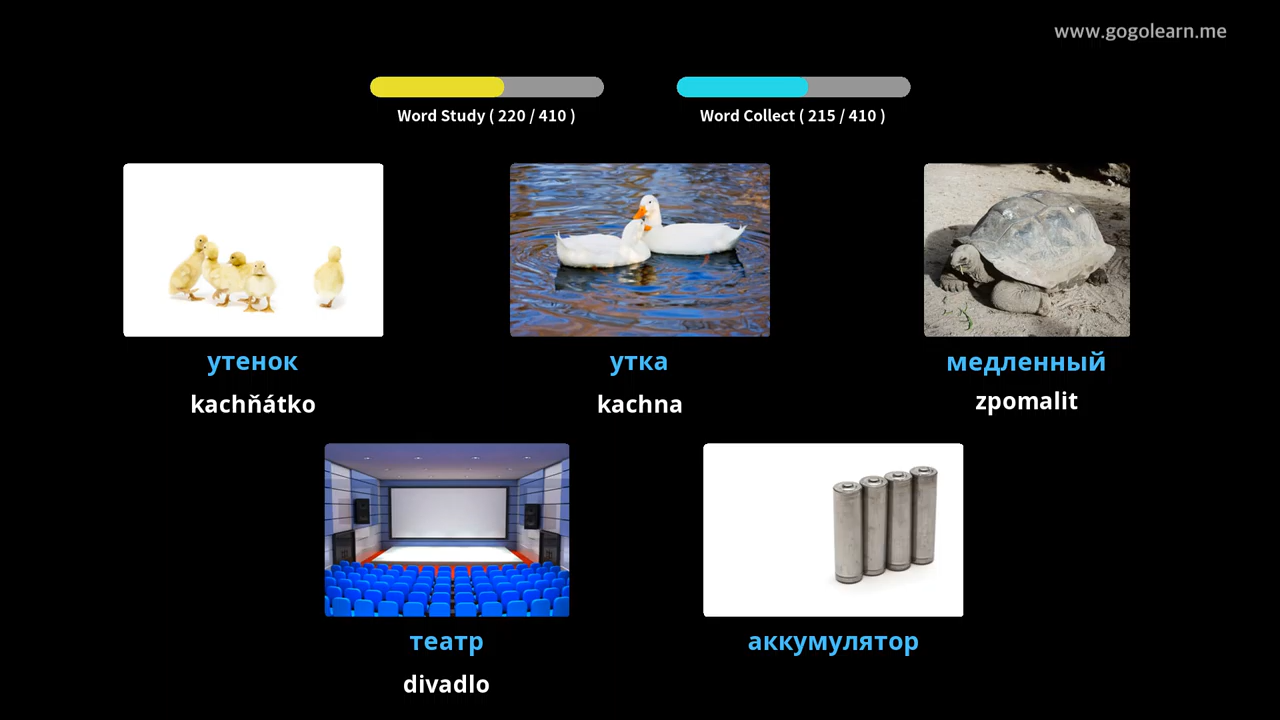 www.gogolearn.me
Word Study ( 220 / 410 )
Word Collect ( 215 / 410 )
утенок
утка
медленный
kachňátko
kachna
zpomalit
театр
аккумулятор
divadlo